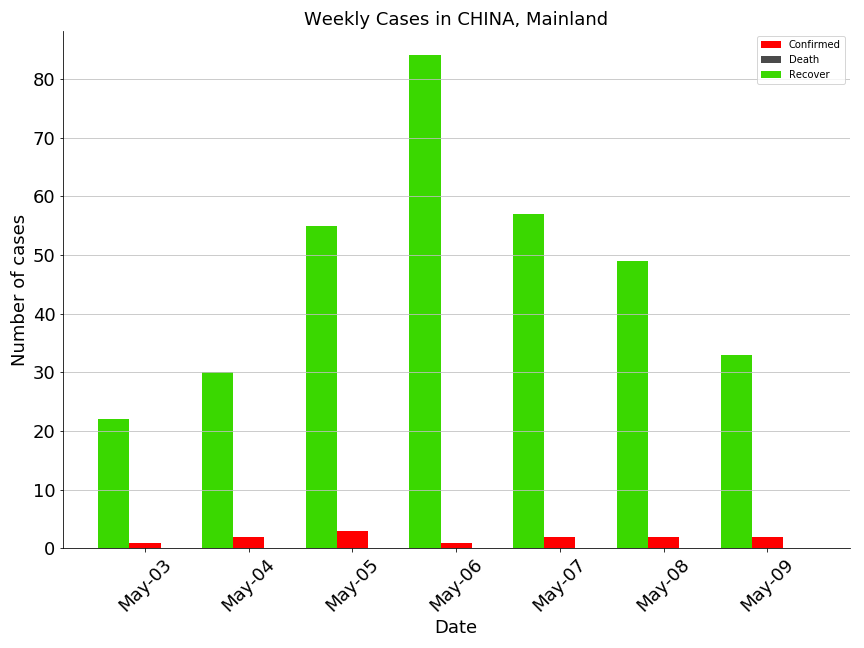 Weekly Cases in CHINA, Mainland
Confirmed
Death
Recover
Number of cases
80
70
60
50
40
30
20
10
0
May-03
May-04
May-05
May-06
May-07
May-08
May-09
Date